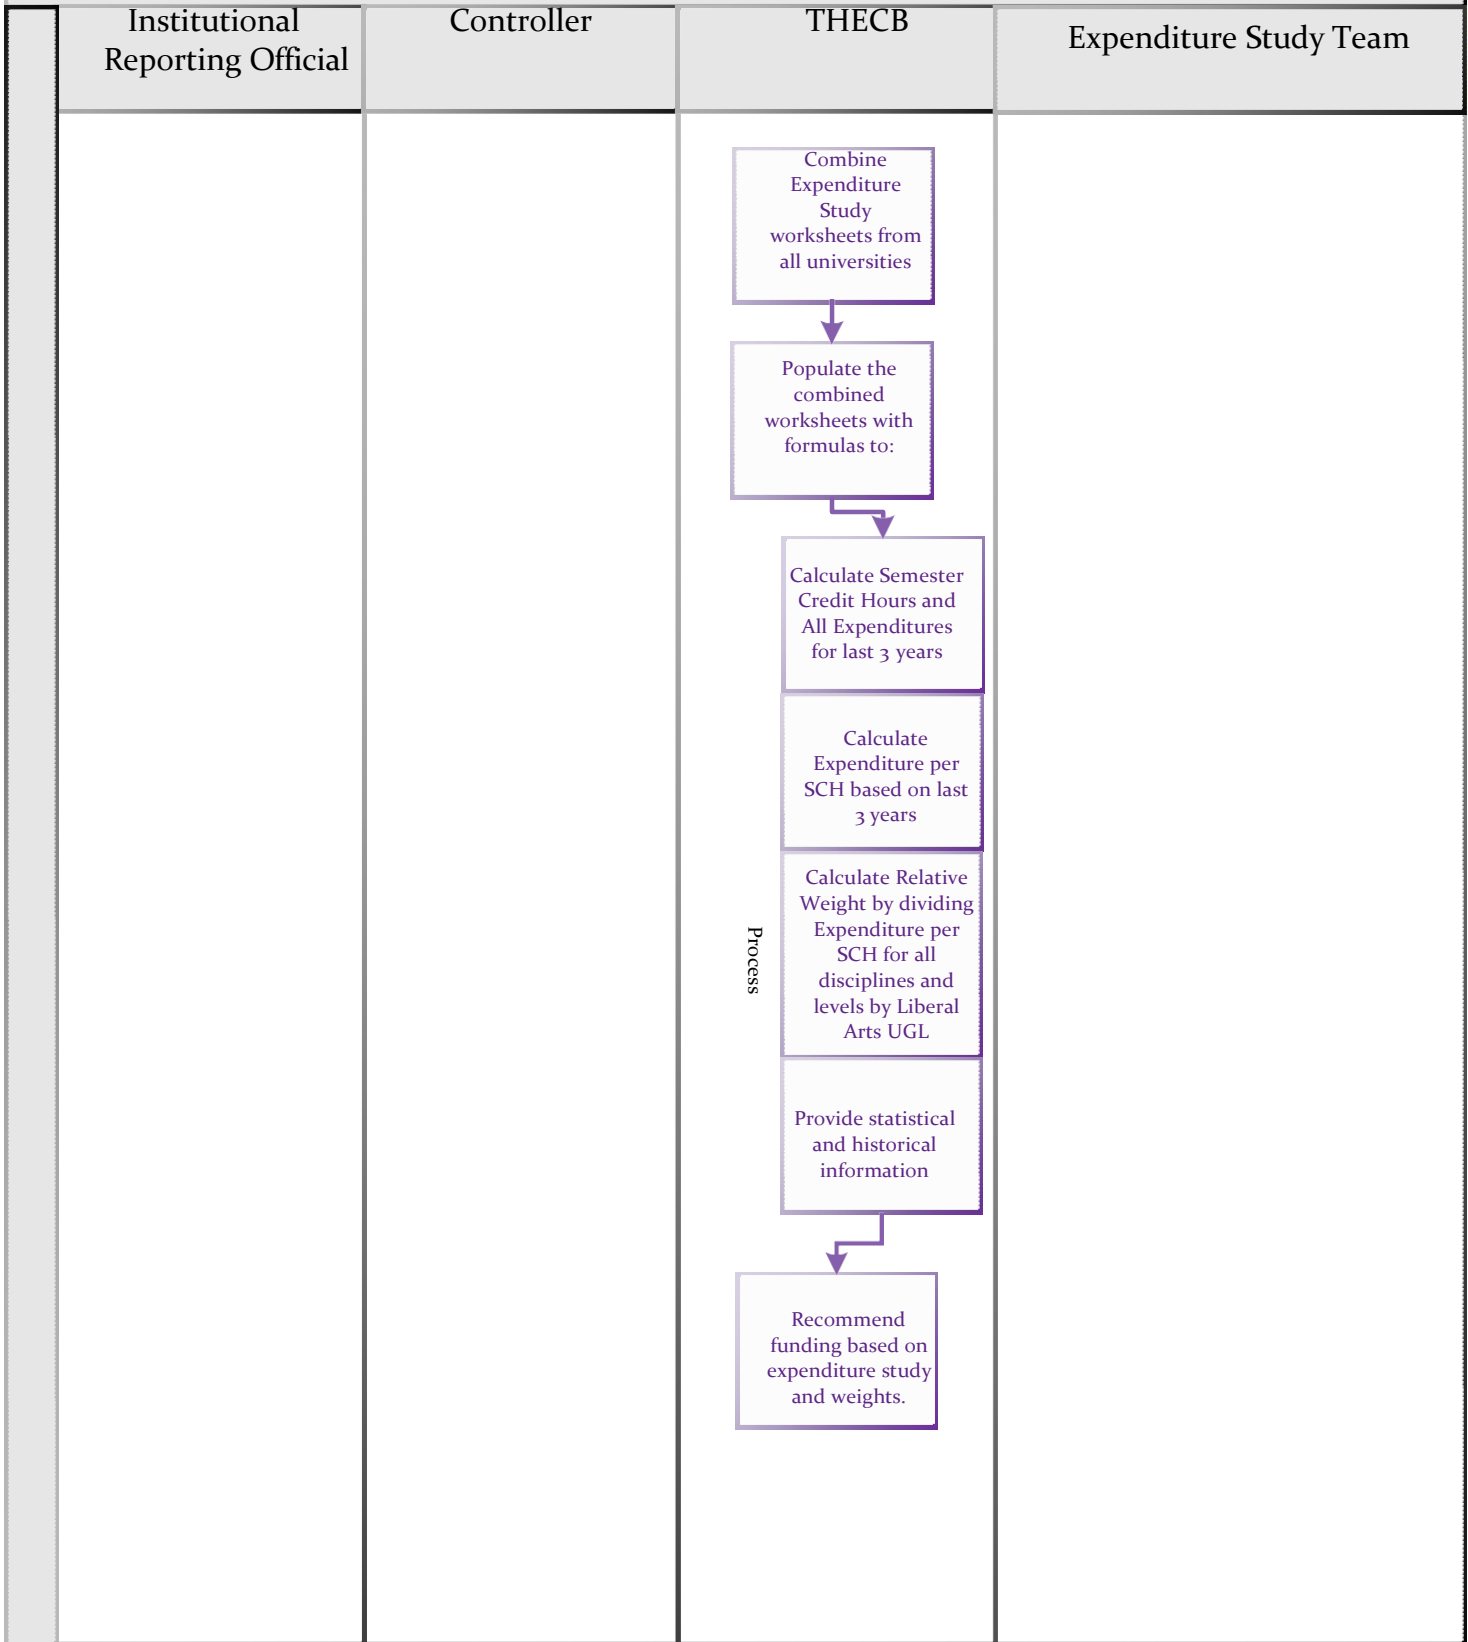 Institutional
Reporting Official
Controller
THECB
Expenditure Study Team
Combine
Expenditure
Study
worksheets from
all universities
Populate the
combined
worksheets with
formulas to:
Calculate Semester
Credit Hours and
All Expenditures
for last 3 years
Calculate
Expenditure per
SCH based on last
3 years
Process
Calculate Relative
Weight by dividing
Expenditure per
SCH for all
disciplines and
levels by Liberal
Arts UGL
Provide statistical
and historical
information
Recommend
funding based on
expenditure study
and weights.